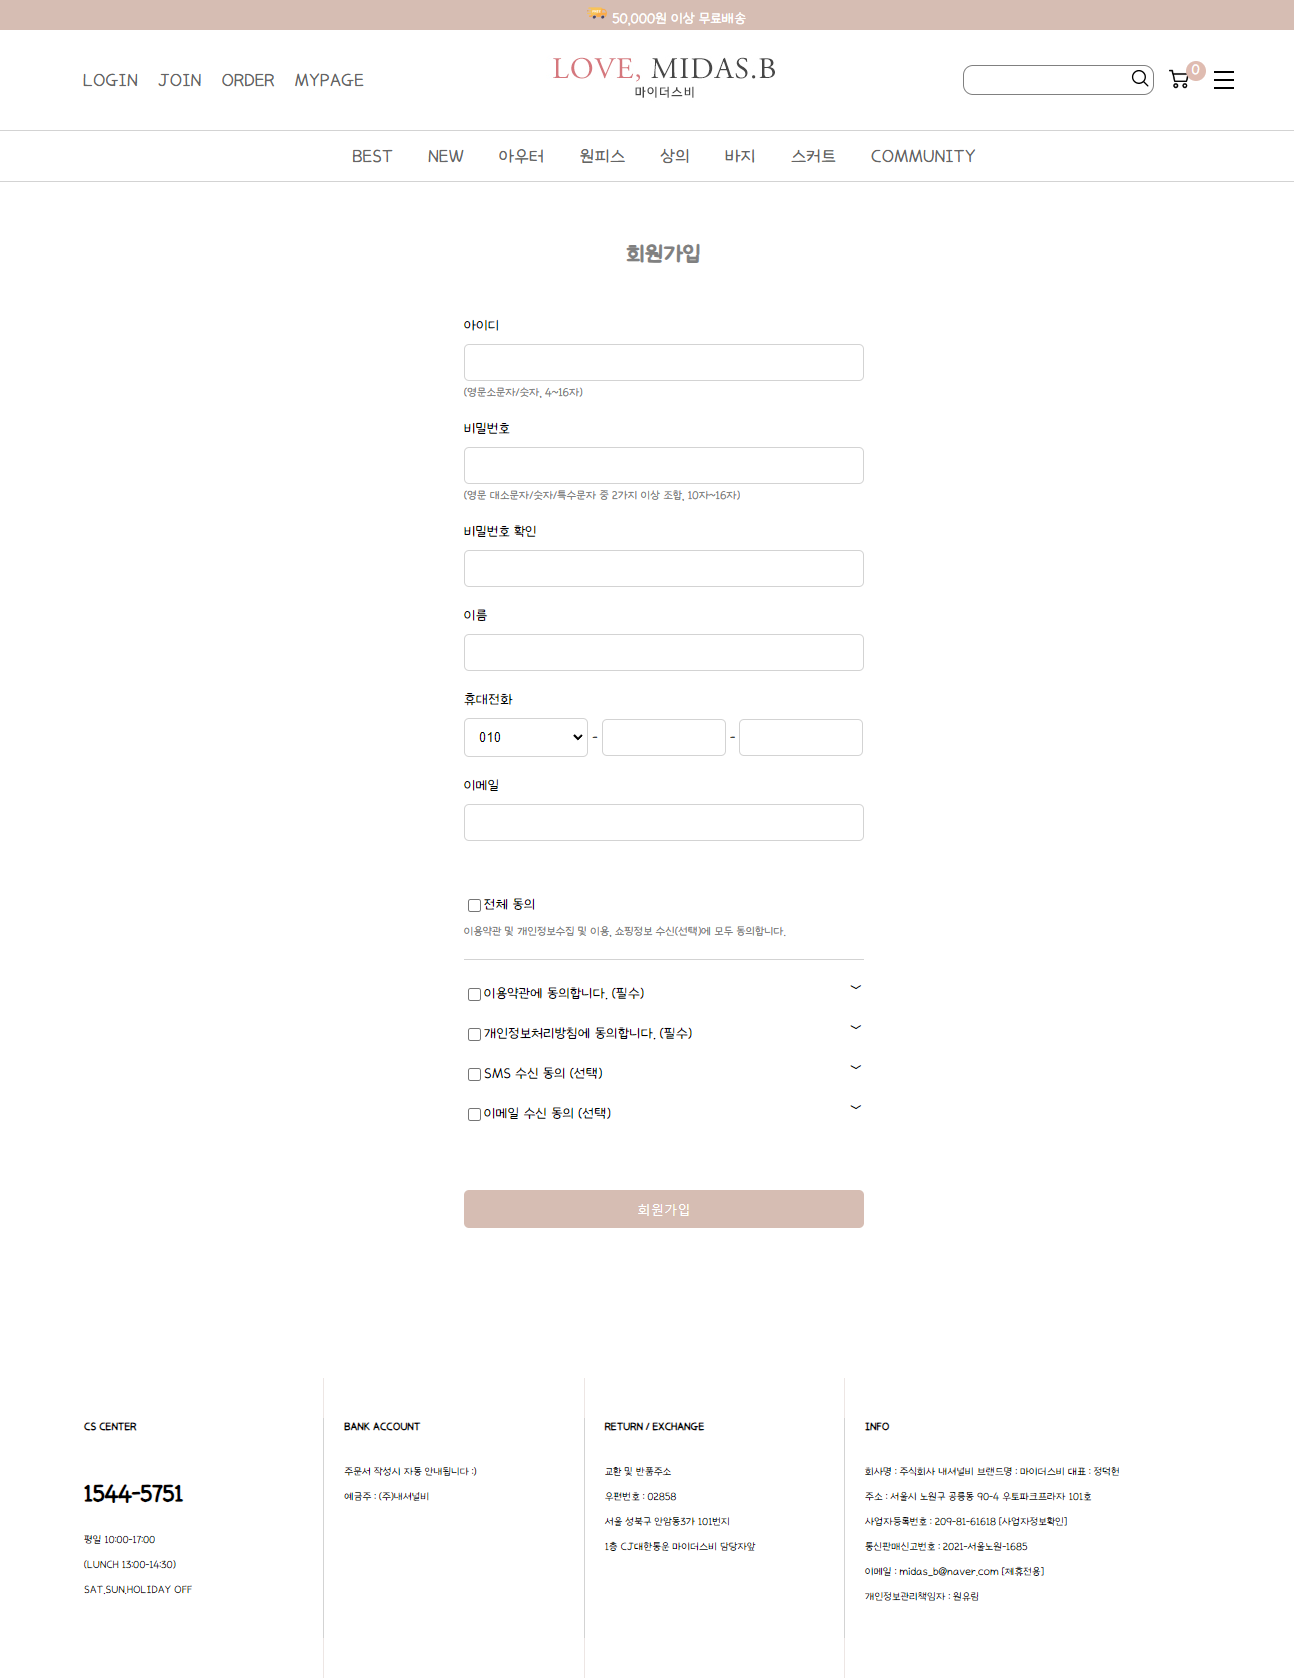 50,000원 이상 무료배송
LOGIN JOIN ORDER MYPAGE
LOVE, MIDAS.B
마이더스비
0
BEST NEW 아우터 원피스 상의 바지 스커트 COMMUNITY
회원가입
아이디
(영문소문자/숫자, 4~16자)
비밀번호
(영문 대소문자/숫자/특수문자 중 2가지 이상 조합, 10자~16자)
비밀번호 확인
이름
휴대전화
010 - -
이메일
전체 동의
이용약관 및 개인정보수집 및 이용, 쇼핑정보 수신(선택)에 모두 동의합니다.
이용약관에 동의합니다. (필수)
개인정보처리방침에 동의합니다. (필수)
SMS 수신 동의 (선택)
이메일 수신 동의 (선택)
회원가입
CS CENTER
1544-5751
평일 10:00-17:00
(LUNCH 13:00-14:30)
SAT.SUN.HOLIDAY OFF
BANK ACCOUNT
주문서 작성시 자동 안내됩니다 :)
예금주 : (주)내셔널비
RETURN / EXCHANGE
교환 및 반품주소
우편번호 : 02858
서울 성북구 안암동3가 101번지
1층 CJ대한통운 마이더스비 담당자앞
INFO
회사명 : 주식회사 내셔널비 브랜드명 : 마이더스비 대표 : 정덕현
주소 : 서울시 노원구 공릉동 90-4 우토파크프라자 101호
사업자등록번호 : 209-81-61618 [사업자정보확인]
통신판매신고번호 : 2021-서울노원-1685
이메일 : midas_b@naver.com [제휴전용]
개인정보관리책임자 : 원유림